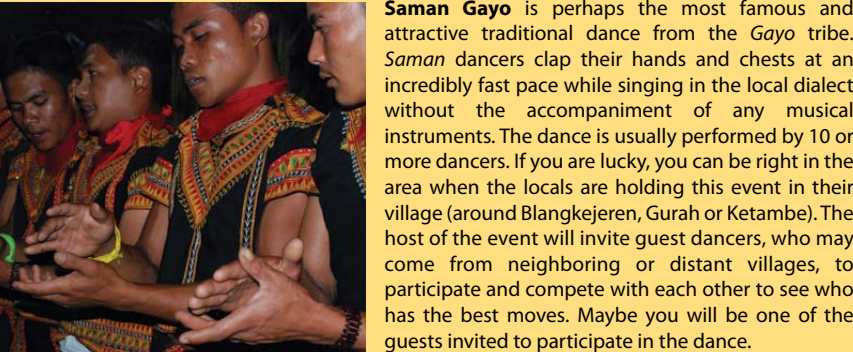 Saman Gayo is perhaps the most famous and
attractive traditional dance from the Gayo tribe.
Saman dancers clap their hands and chests at an
incredibly fast pace while singing in the local dialect
without the accompaniment of any musical
instruments. The dance is usually performed by 10 or
more dancers. If you are lucky, you can be right in the
area when the locals are holding this event in their
village (around Blangkejeren, Gurah or Ketambe). The
host of the event will invite guest dancers, who may
come from neighboring or distant villages, to
participate and compete with each other to see who
has the best moves. Maybe you will be one of the
guests invited to participate in the dance.